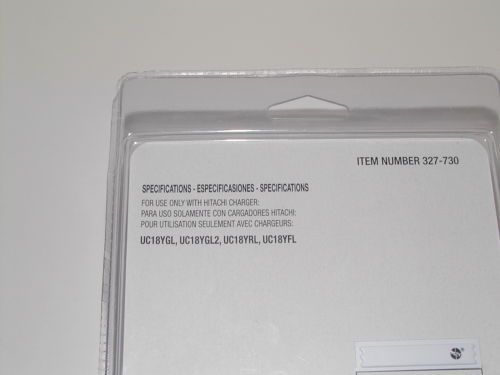 ITEM NUMBER 327-730
SPECIFICATIONS - ESPECIFICASIONES - SPECIFICATIONS
FOR USE ONLY WITH HITACHI CHARGER:
PARA USO SOLAMENTE CON CARGADORES HITACHI:
POUR UTILISATION SEULEMENT AVEC CHARGEURS:
UC18YGL, UC18YGL2, UC18YRL, UC18YFL